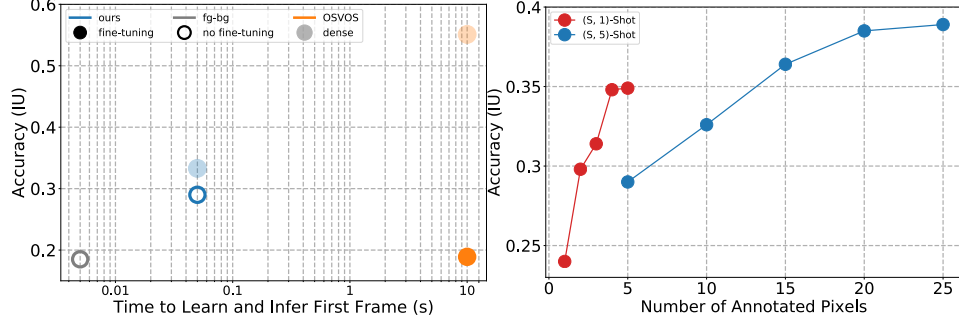 ours fg-bg OSVOS
fine-tuning no fine-tuning dense
0.6
0.5
0.4
0.3
0.2
Accuracy (IU)
0.01 0.1 1 10
Time to Learn and Infer First Frame (s)
(S, 1)-Shot
(S, 5)-Shot
0.4
0.35
0.3
0.25
Accuracy (IU)
0 5 10 15 20 25
Number of Annotated Pixels